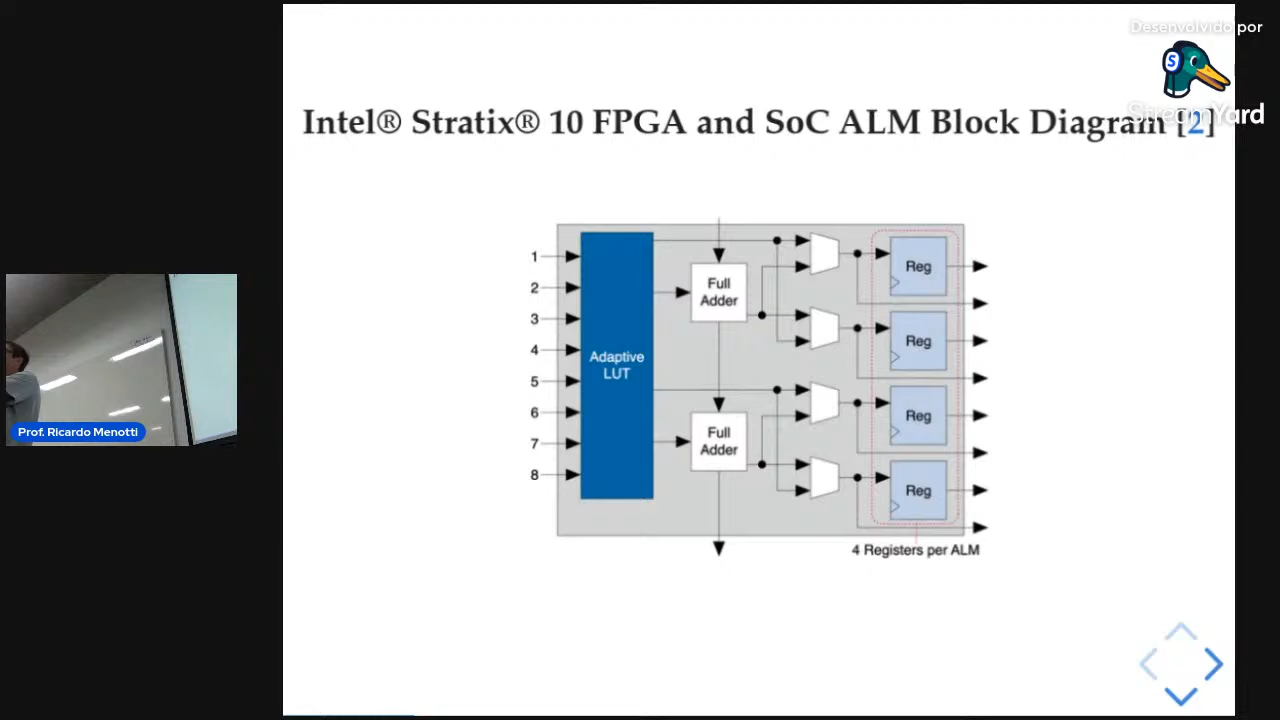 Desenvolvido por
StreamYard
Intel® Stratix® 10 FPGA and SoC ALM Block Diagram [2]
1
2
3
4
5
6
7
8
Adaptive
LUT
Full
Adder
Full
Adder
Reg
Reg
Reg
Reg
4 Registers per ALM
Prof. Ricardo Menotti